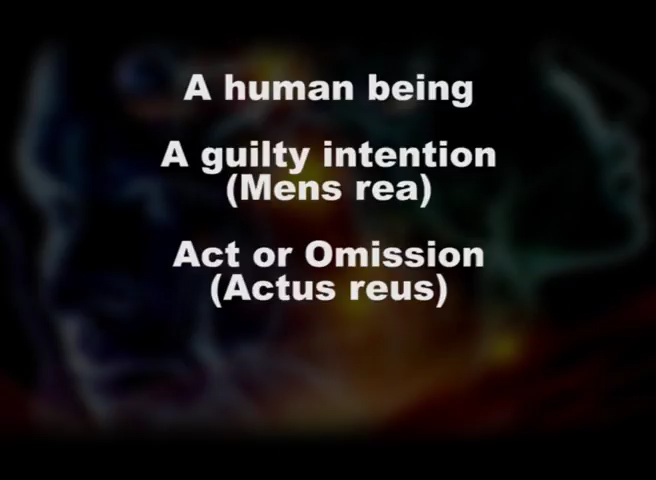 A human being
A guilty intention
(Mens rea)
Act or Omission
(Actus reus)